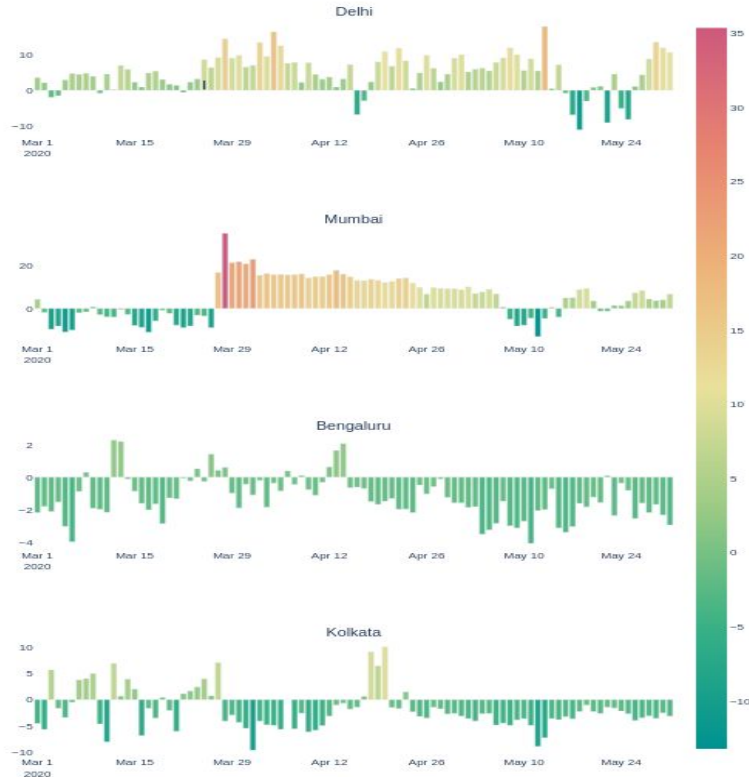 Delhi
10
0
−10
Mar 1
2020
Mar 15
Mar 29
Apr 12
Apr 26
May 10
May 24
Mumbai
20
0
Mar 1
2020
Mar 15
Mar 29
Apr 12
Apr 26
May 10
May 24
Bengaluru
2
0
−2
−4
Mar 1
2020
Mar 15
Mar 29
Apr 12
Apr 26
May 10
May 24
Kolkata
10
5
0
−5
−10
Mar 1
2020
Mar 15
Mar 29
Apr 12
Apr 26
May 10
May 24
35
30
25
20
15
10
5
0
−5
−10